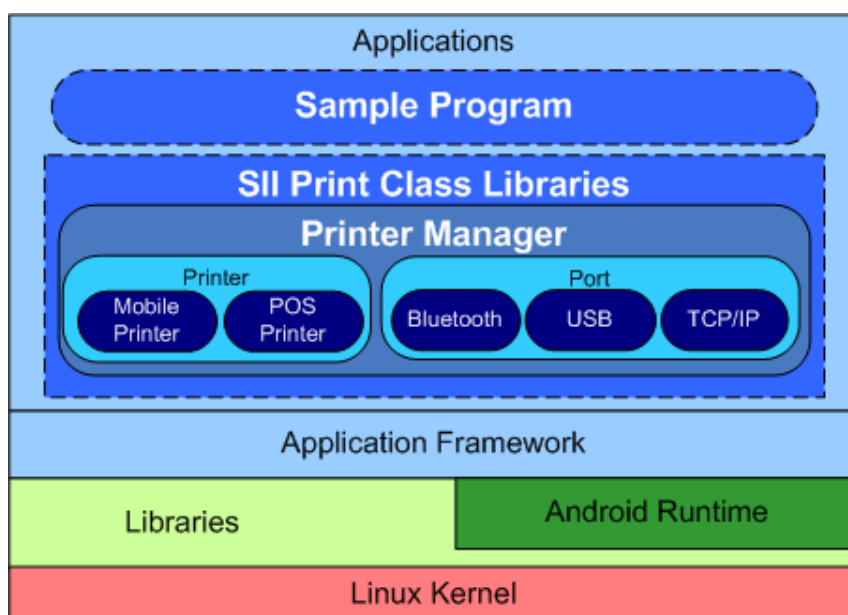 Applications
Sample Program
SII Print Class Libraries
Printer Manager
Printer
Mobile
Printer
POS
Printer
Port
Bluetooth
USB
TCP/IP
Application Framework
Libraries
Android Runtime
Linux Kernel